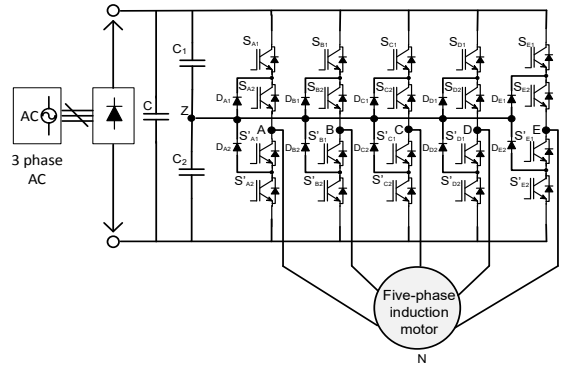 AC
3 phase
AC
C
C1
Z
C2
SA1
SB1
SC1
SD1
SE1
SA2
SB2
SC2
SD2
SE2
DA1
DB1
DC1
DD1
DE1
A
B
C
D
E
S'A1
S'B1
S'C1
S'D1
S'E1
DA2
DB2
DC2
DD2
DE2
S'A2
S'B2
S'C2
S'D2
S'E2
Five-phase
induction
motor
N